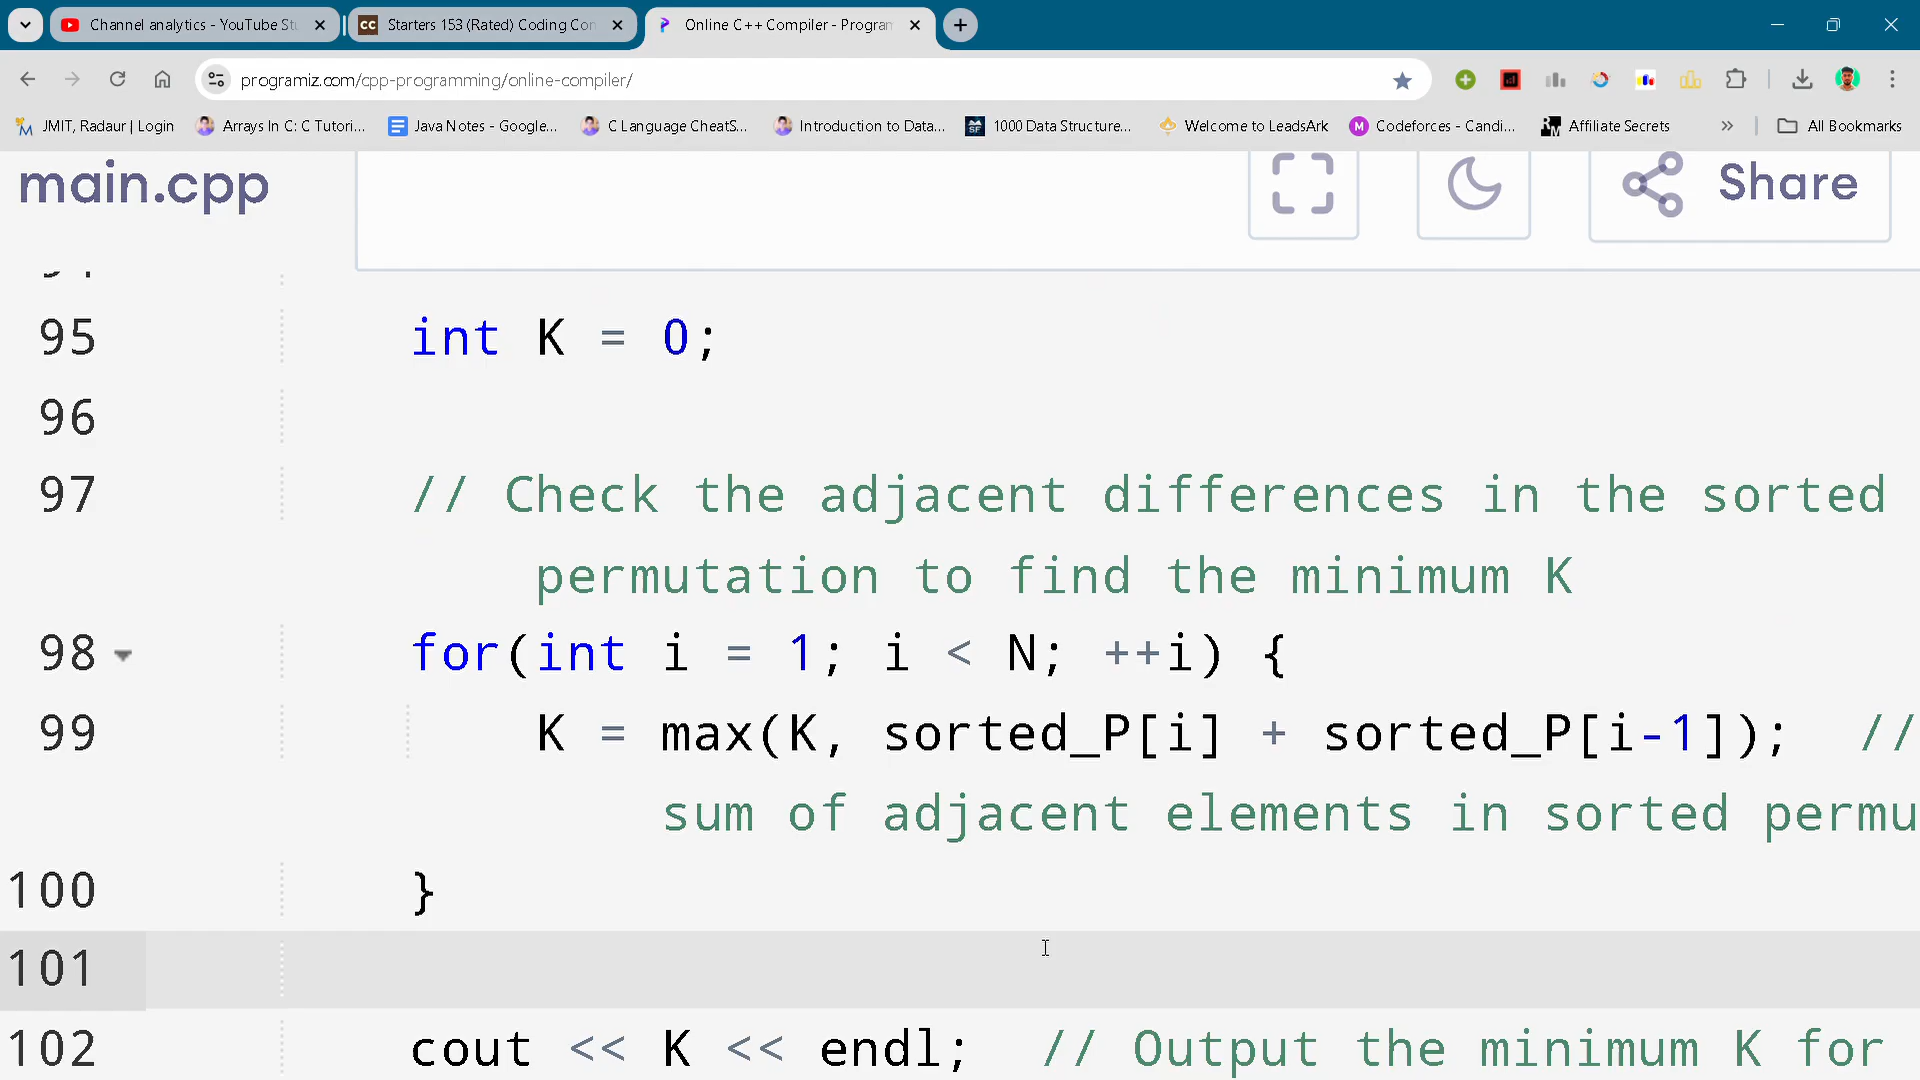 Channel analytics - YouTube Stu
Starters 153 (Rated) Coding Con
Online C++ Compiler - Program
programiz.com/cpp-programming/online-compiler/
JMIT, Radaur | Login
Arrays In C: C Tutori...
Java Notes - Google...
C Language CheatS...
Introduction to Data...
1000 Data Structure...
Welcome to LeadsArk
Codeforces - Candi...
Affiliate Secrets
All Bookmarks
main.cpp
Share
95 int K = 0;
96
97 // Check the adjacent differences in the sorted
permutation to find the minimum K
98 for(int i = 1; i < N; ++i) {
99 K = max(K, sorted_P[i] + sorted_P[i-1]); //
sum of adjacent elements in sorted permu
100 }
101
102 cout << K << endl; // Output the minimum K for